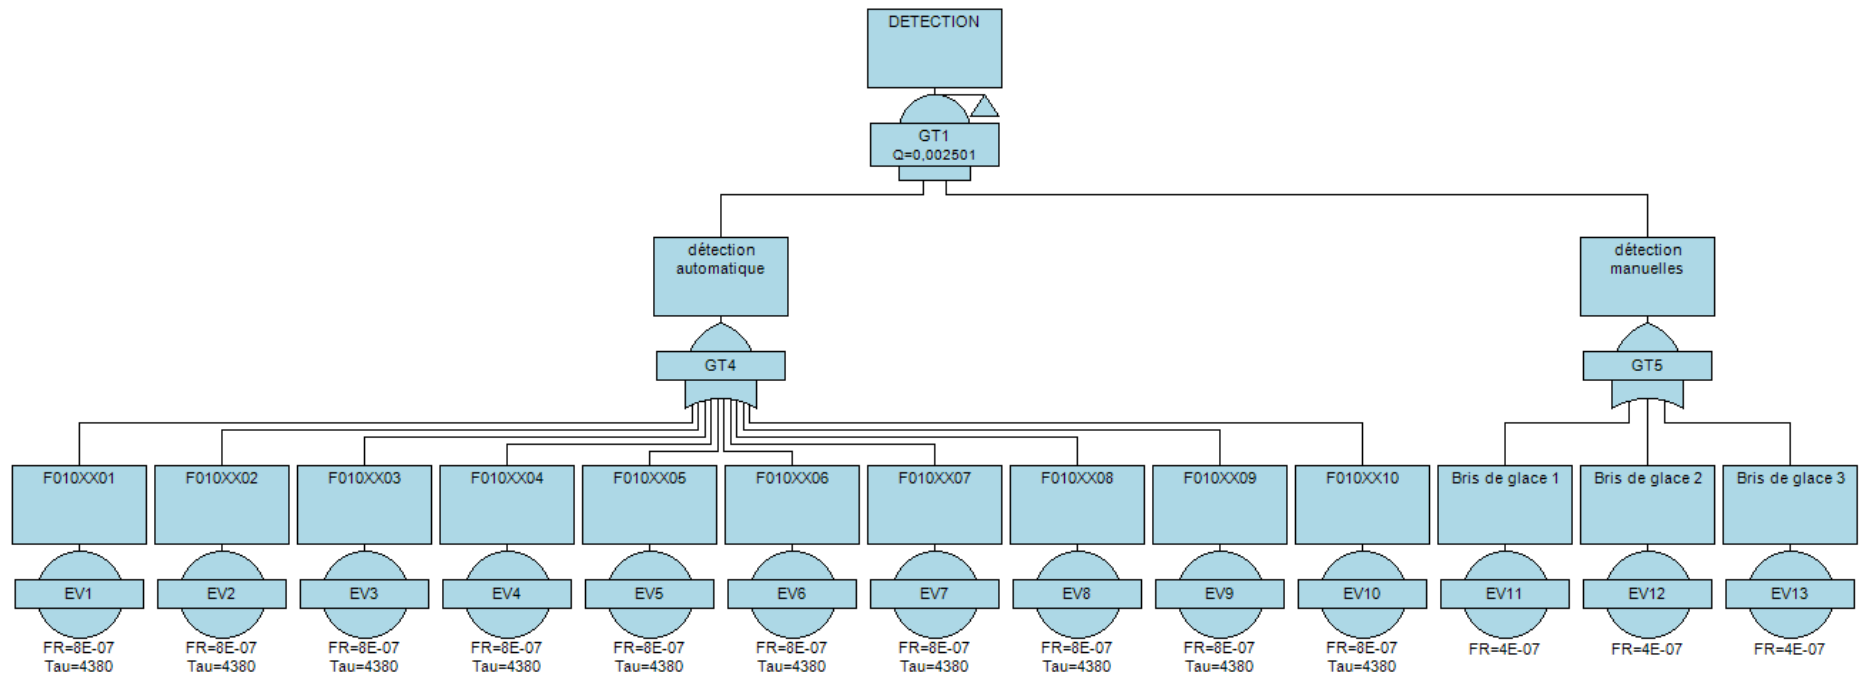 DETECTION
GT1
Q=0,002501
détection
automatique
détection
manuelles
GT4
GT5
F010XX01
F010XX02
F010XX03
F010XX04
F010XX05
F010XX06
F010XX07
F010XX08
F010XX09
F010XX10
Bris de glace 1
Bris de glace 2
Bris de glace 3
EV1
EV2
EV3
EV4
EV5
EV6
EV7
EV8
EV9
EV10
EV11
EV12
EV13
FR=8E-07
Tau=4380
FR=8E-07
Tau=4380
FR=8E-07
Tau=4380
FR=8E-07
Tau=4380
FR=8E-07
Tau=4380
FR=8E-07
Tau=4380
FR=8E-07
Tau=4380
FR=8E-07
Tau=4380
FR=8E-07
Tau=4380
FR=8E-07
Tau=4380
FR=4E-07
FR=4E-07
FR=4E-07